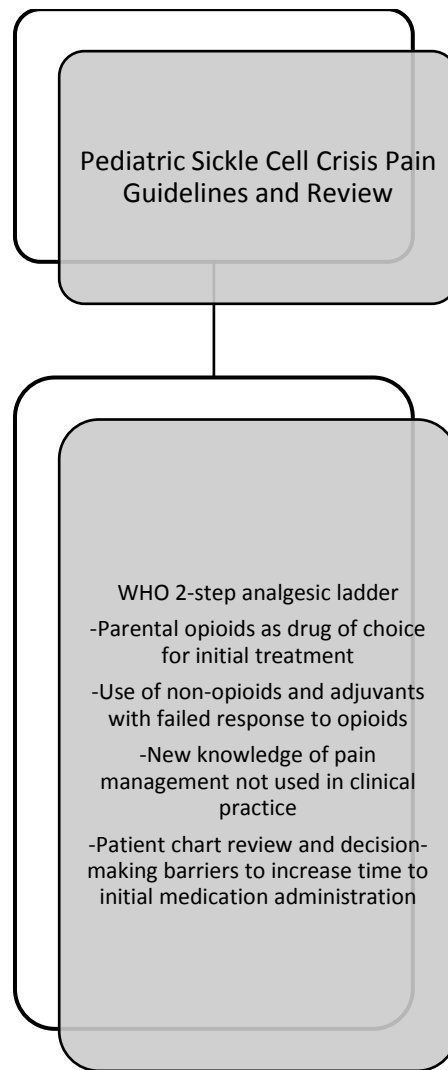 Pediatric Sickle Cell Crisis Pain
Guidelines and Review
WHO 2-step analgesic ladder
-Parental opioids as drug of choice
for initial treatment
-Use of non-opioids and adjuvants
with failed response to opioids
-New knowledge of pain
management not used in clinical
practice
-Patient chart review and decision-
making barriers to increase time to
initial medication administration